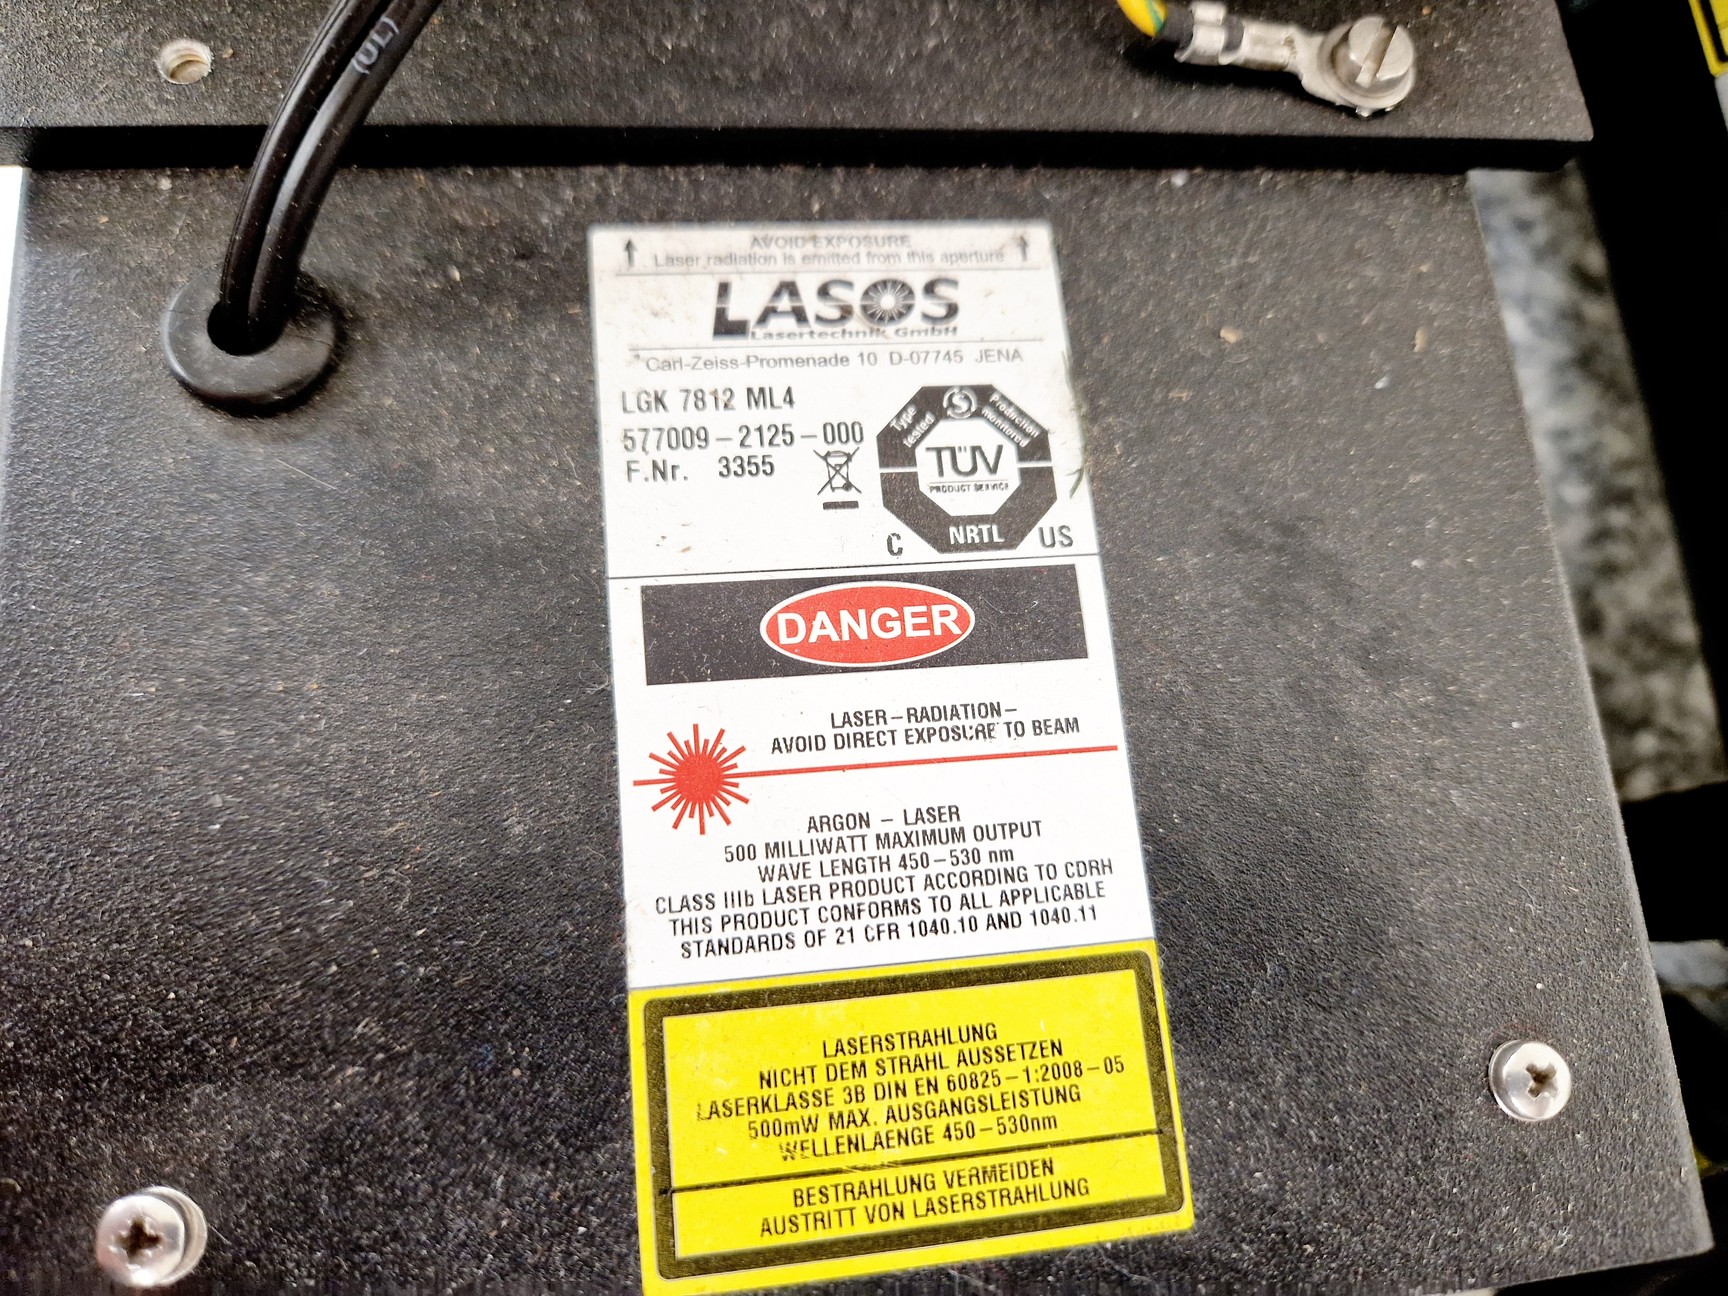 (UL)
AVOID EXPOSURE
Laser radiation is emitted from this aperture
LASOS
Lasertechnik GmbH
Carl-Zeiss-Promenade 10 D-07745 JENA
LGK 7812 ML4
577009-2125-000
F.Nr. 3355
Type tested
S
Production monitored
TÜV
PRODUCT SERVICE
C NRTL US
DANGER
LASER-RADIATION-
AVOID DIRECT EXPOSURE TO BEAM
ARGON - LASER
500 MILLIWATT MAXIMUM OUTPUT
WAVE LENGTH 450-530 nm
CLASS IIIb LASER PRODUCT ACCORDING TO CDRH
THIS PRODUCT CONFORMS TO ALL APPLICABLE
STANDARDS OF 21 CFR 1040.10 AND 1040.11
LASERSTRAHLUNG
NICHT DEM STRAHL AUSSETZEN
LASERKLASSE 3B DIN EN 60825-1:2008-05
500mW MAX. AUSGANGSLEISTUNG
WELLENLAENGE 450-530nm
BESTRAHLUNG VERMEIDEN
AUSTRITT VON LASERSTRAHLUNG